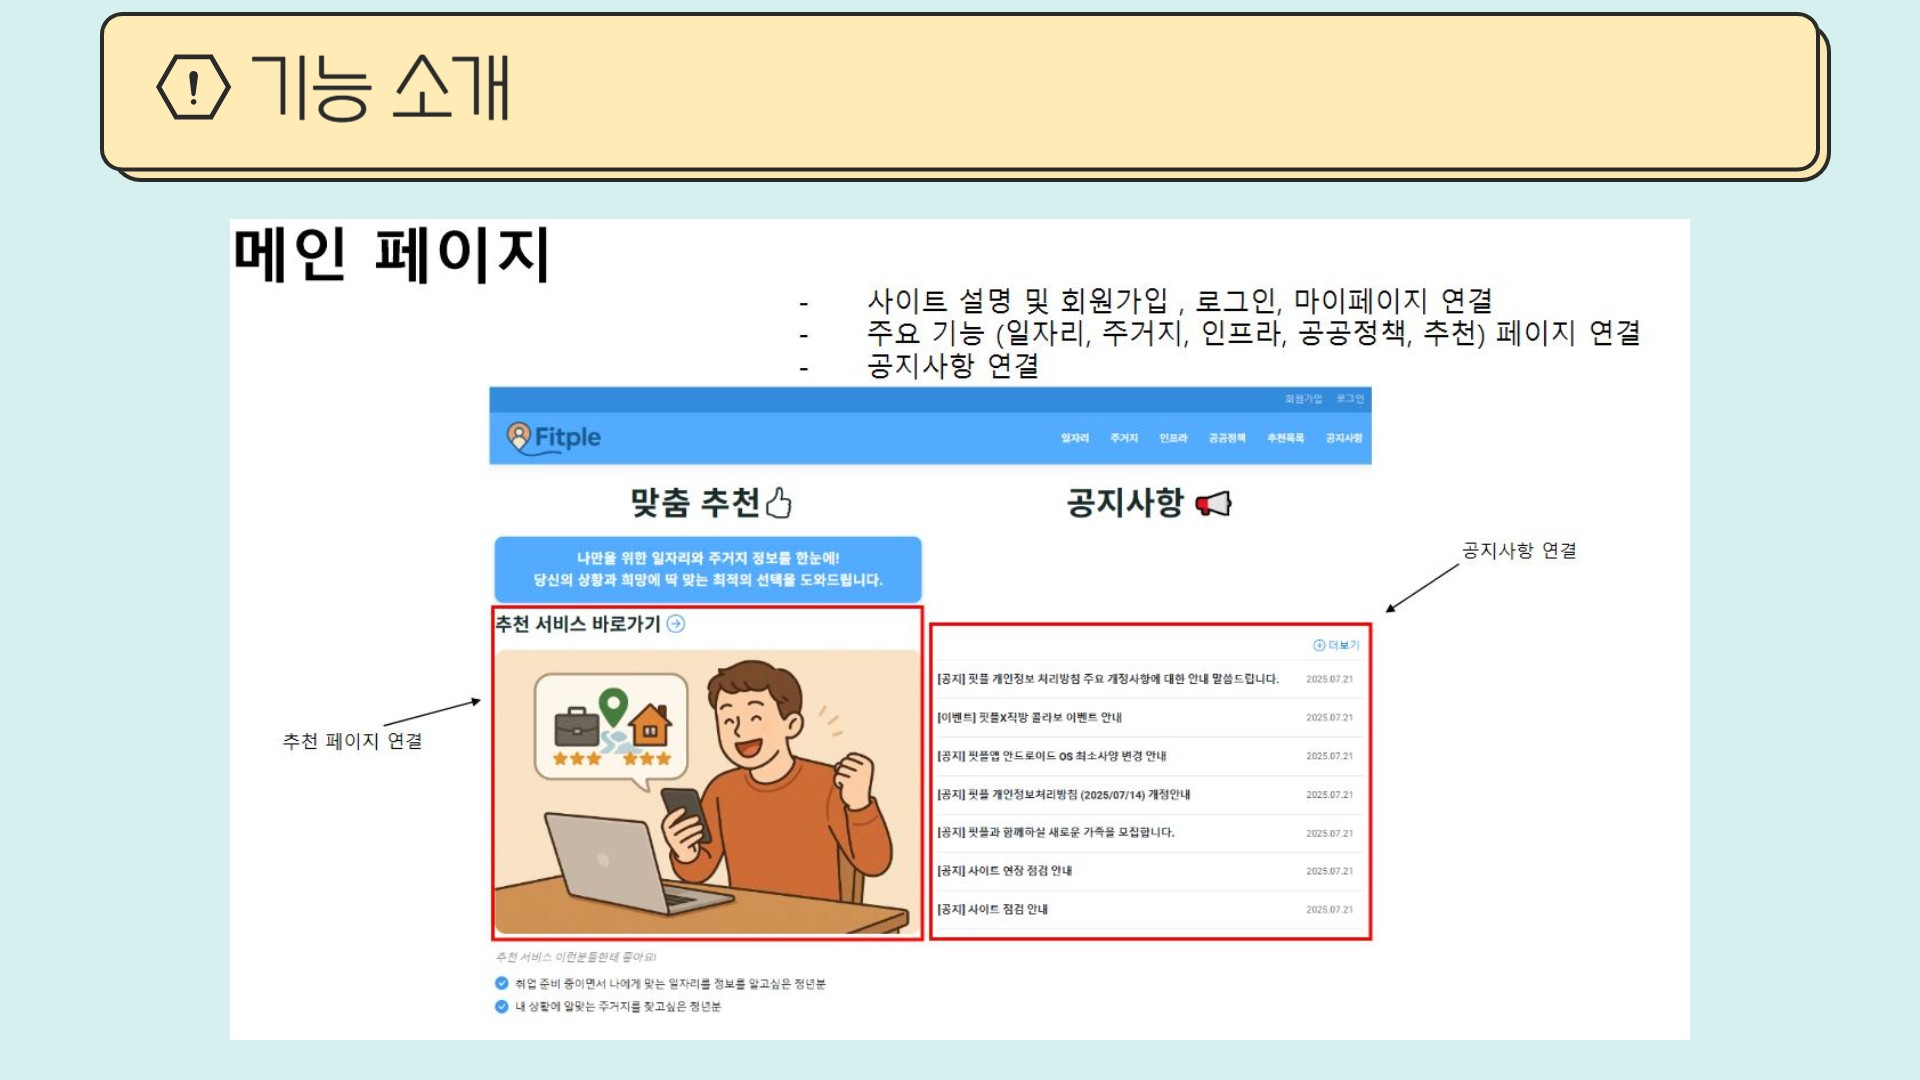 기능 소개
메인 페이지
- 사이트 설명 및 회원가입 , 로그인, 마이페이지 연결
- 주요 기능 (일자리, 주거지, 인프라, 공공정책, 추천) 페이지 연결
- 공지사항 연결
회원가입 로그인
Fitple
일자리 주거지 인프라 공공정책 추천목록 공지사항
맞춤 추천
공지사항
나만을 위한 일자리와 주거지 정보를 한눈에!
당신의 상황과 희망에 딱 맞는 최적의 선택을 도와드립니다.
공지사항 연결
추천 서비스 바로가기
더보기
[공지] 핏플 개인정보 처리방침 주요 개정사항에 대한 안내 말씀드립니다. 2025.07.21
[이벤트] 핏플X직방 콜라보 이벤트 안내 2025.07.21
추천 페이지 연결
[공지] 핏플앱 안드로이드 OS 최소사양 변경 안내 2025.07.21
[공지] 핏플 개인정보처리방침 (2025/07/14) 개정안내 2025.07.21
[공지] 핏플과 함께하실 새로운 가족을 모집합니다. 2025.07.21
[공지] 사이트 연장 점검 안내 2025.07.21
[공지] 사이트 점검 안내 2025.07.21
추천 서비스 이런분들한테 좋아요!
취업 준비 중이면서 나에게 맞는 일자리를 정보를 알고싶은 청년분
내 상황에 알맞는 주거지를 찾고싶은 청년분